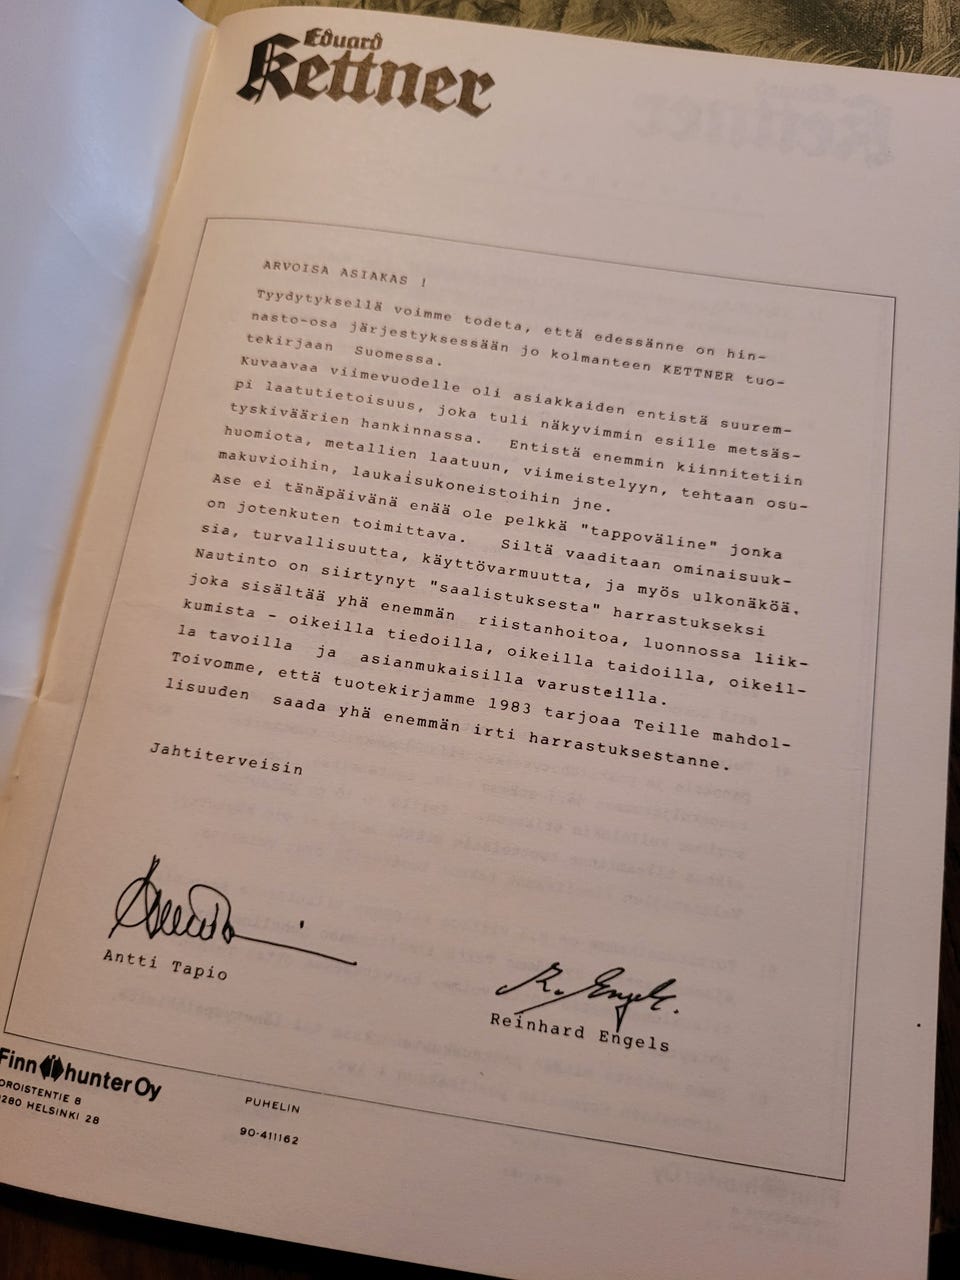 Eduard
Kettner
ARVOISA ASIAKAS !
Tyydytyksellä voimme todeta, että edessänne on hin-
nasto-osa järjestyksessään jo kolmanteen KETTNER tuo-
tekirjaan Suomessa.
Kuvaavaa viimevuodelle oli asiakkaiden entistä suurem-
pi laatutietoisuus, joka tuli näkyvimmin esille metsäs-
tyskiväärien hankinnassa. Entistä enemmin kiinnitetiin
huomiota, metallien laatuun, viimeistelyyn, tehtaan osu-
makuvioihin, laukaisukoneistoihin jne.
Ase ei tänäpäivänä enää ole pelkkä "tappoväline" jonka
on jotenkuten toimittava. Siltä vaaditaan ominaisuuk-
sia, turvallisuutta, käyttövarmuutta, ja myös ulkonäköä.
Nautinto on siirtynyt "saalistuksesta" harrastukseksi
joka sisältää yhä enemmän riistanhoitoa, luonnossa liik-
kumista - oikeilla tiedoilla, oikeilla taidoilla, oikeil-
la tavoilla ja asianmukaisilla varusteilla.
Toivomme, että tuotekirjamme 1983 tarjoaa Teille mahdol-
lisuuden saada yhä enemmän irti harrastuksestanne.
Jahtiterveisin
R. Engels.
Antti Tapio
Reinhard Engels
Finn hunter Oy
OROISTENTIE 8
280 HELSINKI 28
PUHELIN
90-411162